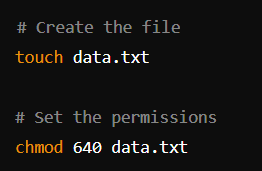 # Create the file
touch data.txt
# Set the permissions
chmod 640 data.txt